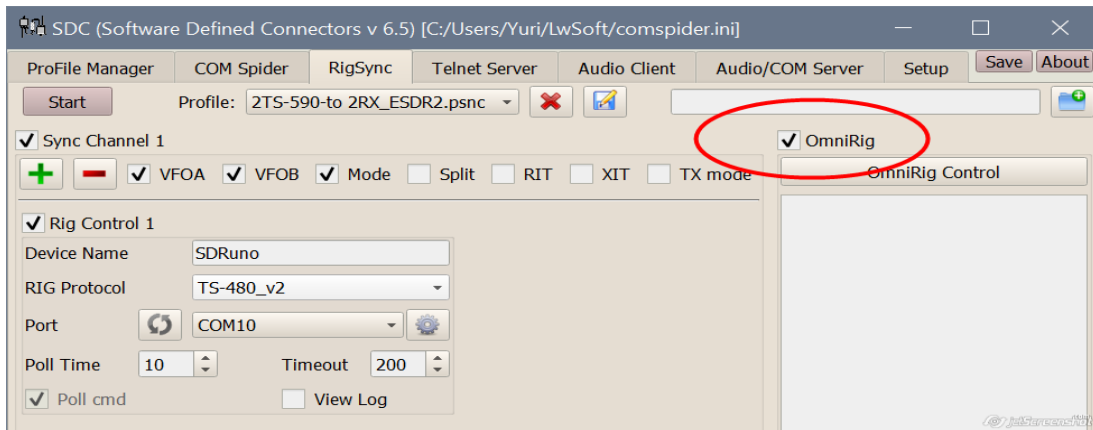 SDC (Software Defined Connectors v 6.5) [C:/Users/Yuri/LwSoft/comspider.ini]
ProFile Manager COM Spider RigSync Telnet Server Audio Client Audio/COM Server Setup Save About
Start Profile: 2TS-590-to 2RX_ESDR2.psnc
Sync Channel 1 OmniRig
VFOA VFOB Mode Split RIT XIT TX mode OmniRig Control
Rig Control 1
Device Name SDRuno
RIG Protocol TS-480_v2
Port COM10
Poll Time 10 Timeout 200
Poll cmd View Log